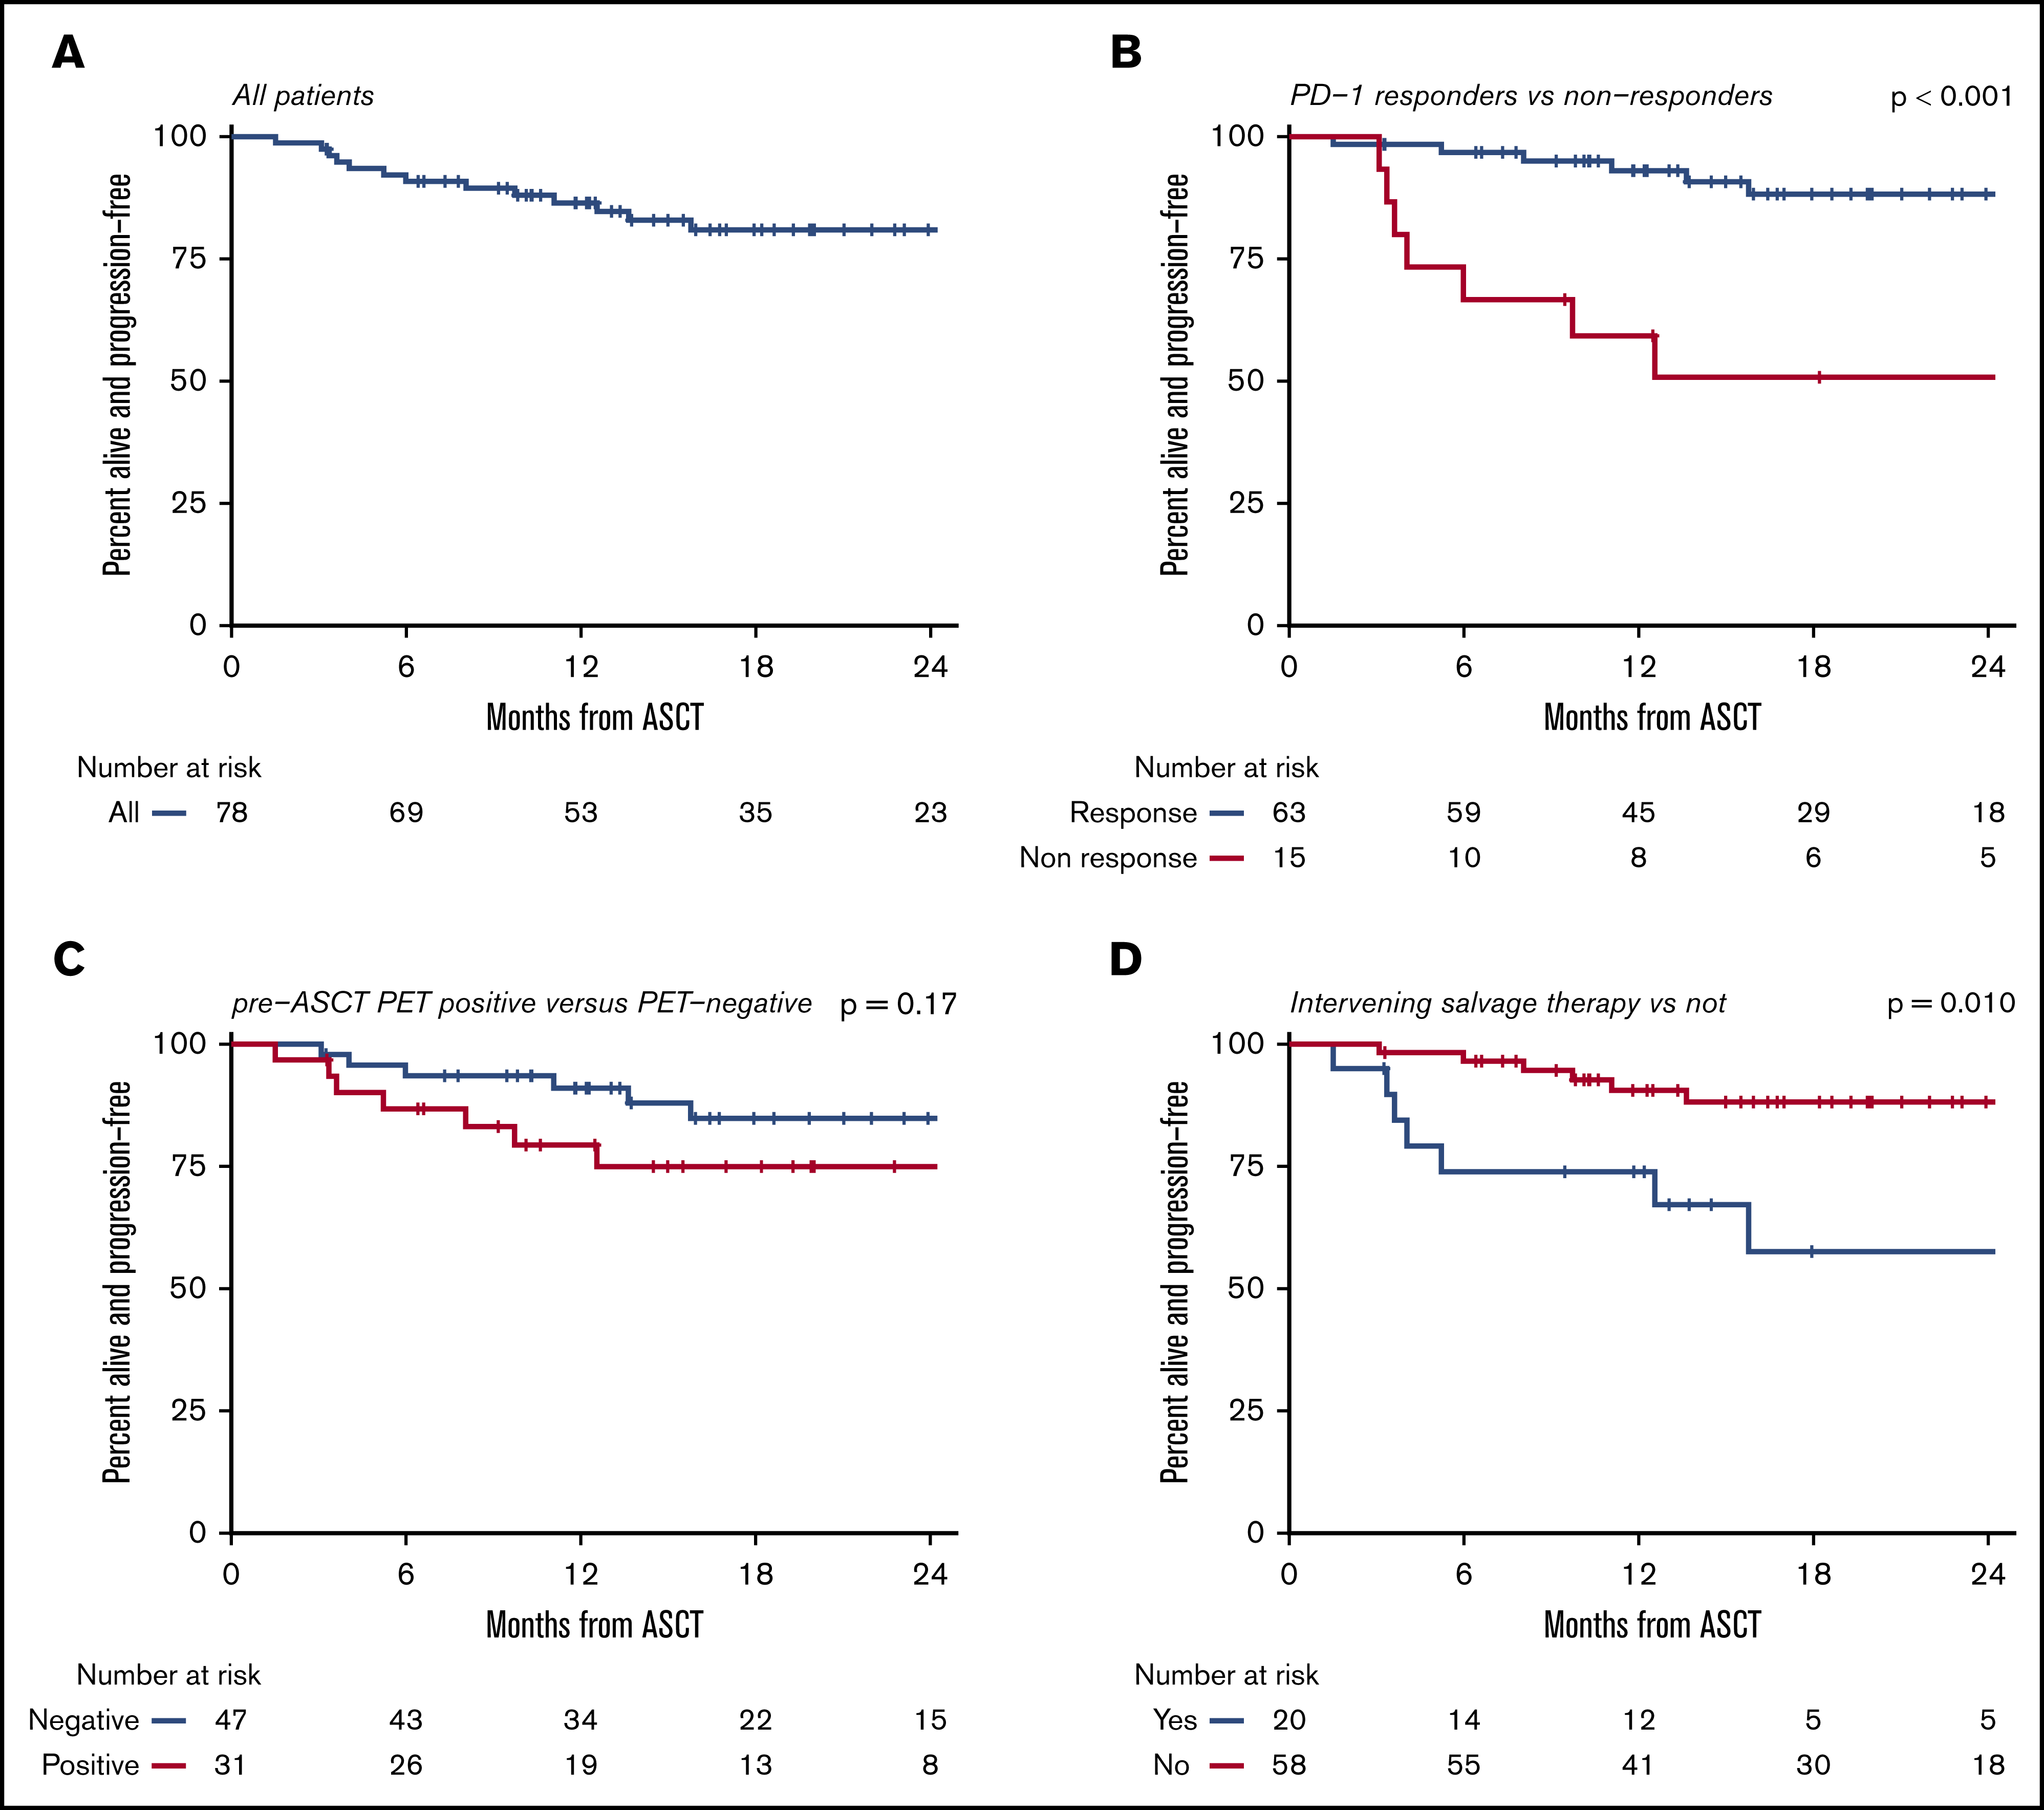 A
All patients
Percent alive and progression–free
100
75
50
25
0
0 6 12 18 24
Months from ASCT
Number at risk
All 78 69 53 35 23
B
PD–1 responders vs non–responders p < 0.001
Percent alive and progression–free
100
75
50
25
0
0 6 12 18 24
Months from ASCT
Number at risk
Response 63 59 45 29 18
Non response 15 10 8 6 5
C
pre–ASCT PET positive versus PET–negative p = 0.17
Percent alive and progression–free
100
75
50
25
0
0 6 12 18 24
Months from ASCT
Number at risk
Negative 47 43 34 22 15
Positive 31 26 19 13 8
D
Intervening salvage therapy vs not p = 0.010
Percent alive and progression–free
100
75
50
25
0
0 6 12 18 24
Months from ASCT
Number at risk
Yes 20 14 12 5 5
No 58 55 41 30 18